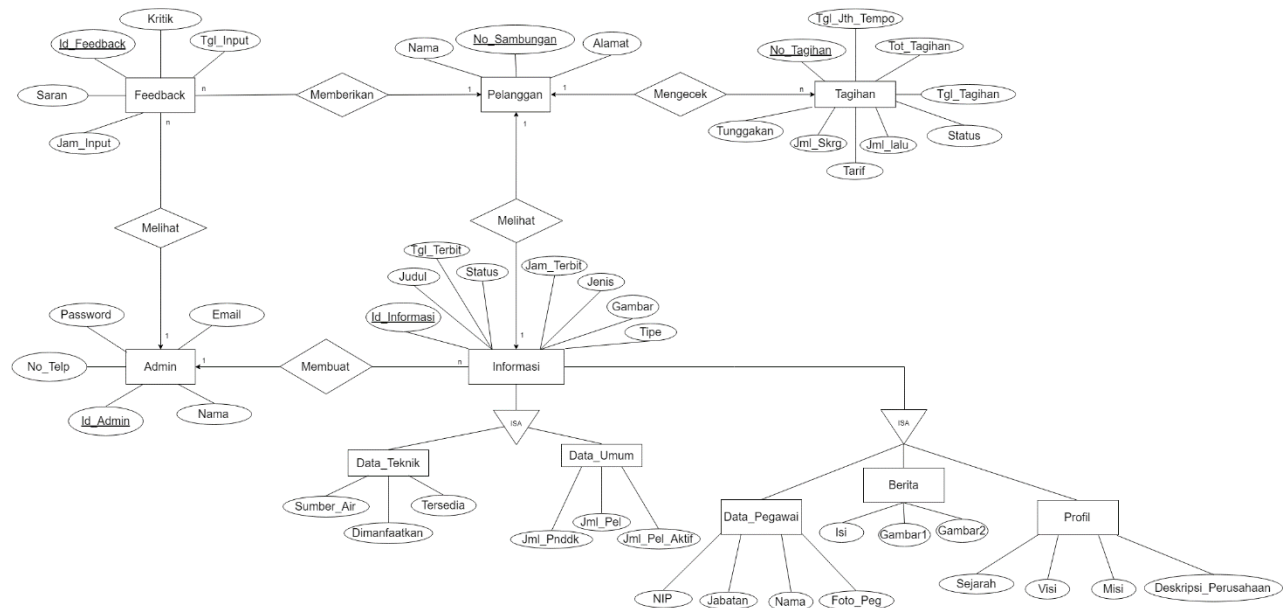 Kritik
Id_Feedback
Tgl_Input
Saran
Feedback
Jam_Input
n
n
Memberikan
1
Nama
No_Sambungan
Alamat
Pelanggan
1
1
Mengecek
n
Tgl_Jth_Tempo
No_Tagihan
Tot_Tagihan
Tagihan
Tgl_Tagihan
Status
Tunggakan
Jml_Skrg
Jml_lalu
Tarif
Melihat
1
Melihat
1
Password
Email
No_Telp
Admin
Id_Admin
Nama
1
Membuat
n
Tgl_Terbit
Judul
Status
Id_Informasi
Jam_Terbit
Jenis
Gambar
Tipe
Informasi
ISA
ISA
Data_Teknik
Sumber_Air
Dimanfaatkan
Tersedia
Data_Umum
Jml_Pnddk
Jml_Pel
Jml_Pel_Aktif
Data_Pegawai
NIP
Jabatan
Nama
Foto_Peg
Berita
Isi
Gambar1
Gambar2
Profil
Sejarah
Visi
Misi
Deskripsi_Perusahaan